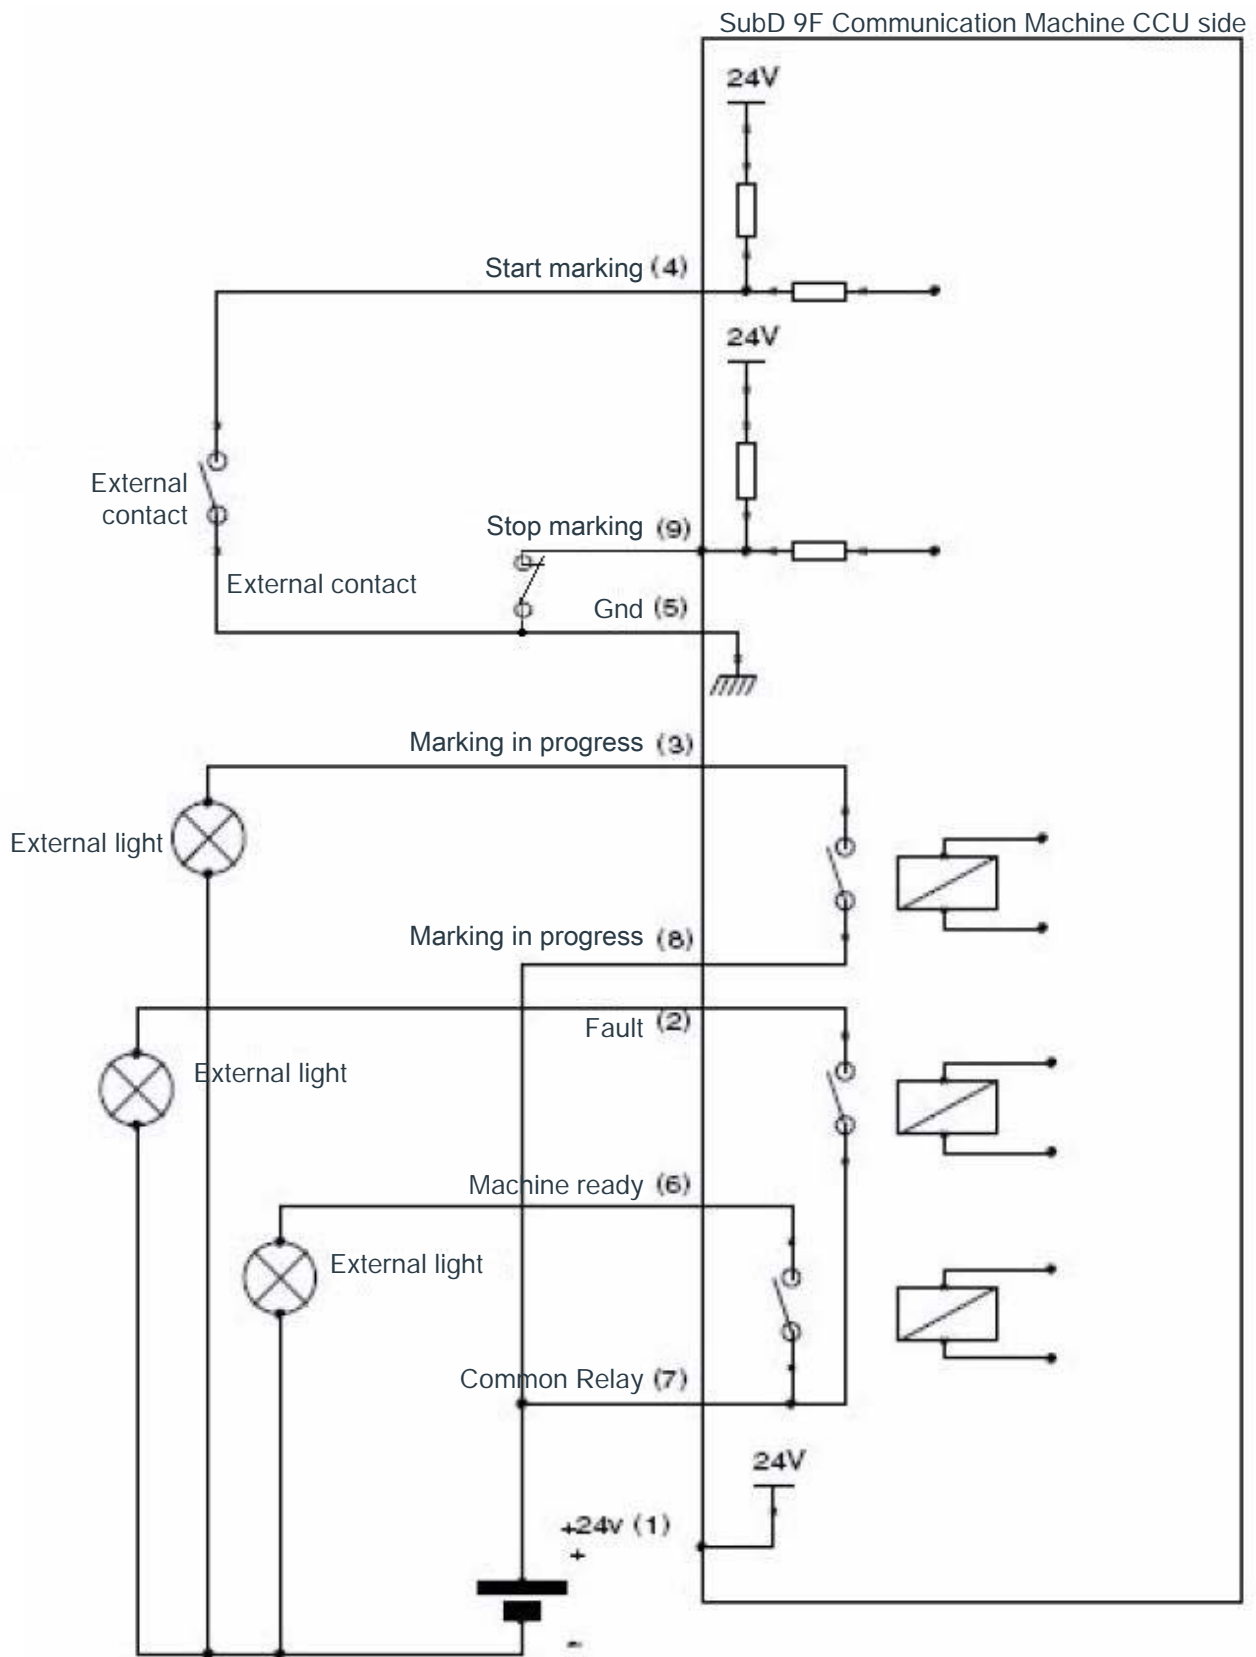 SubD 9F Communication Machine CCU side
24V
Start marking (4)
24V
External
contact
Stop marking (9)
External contact
Gnd (5)
Marking in progress (3)
External light
Marking in progress (8)
Fault (2)
External light
Machine ready (6)
External light
Common Relay (7)
24V
+24v (1)
+
-